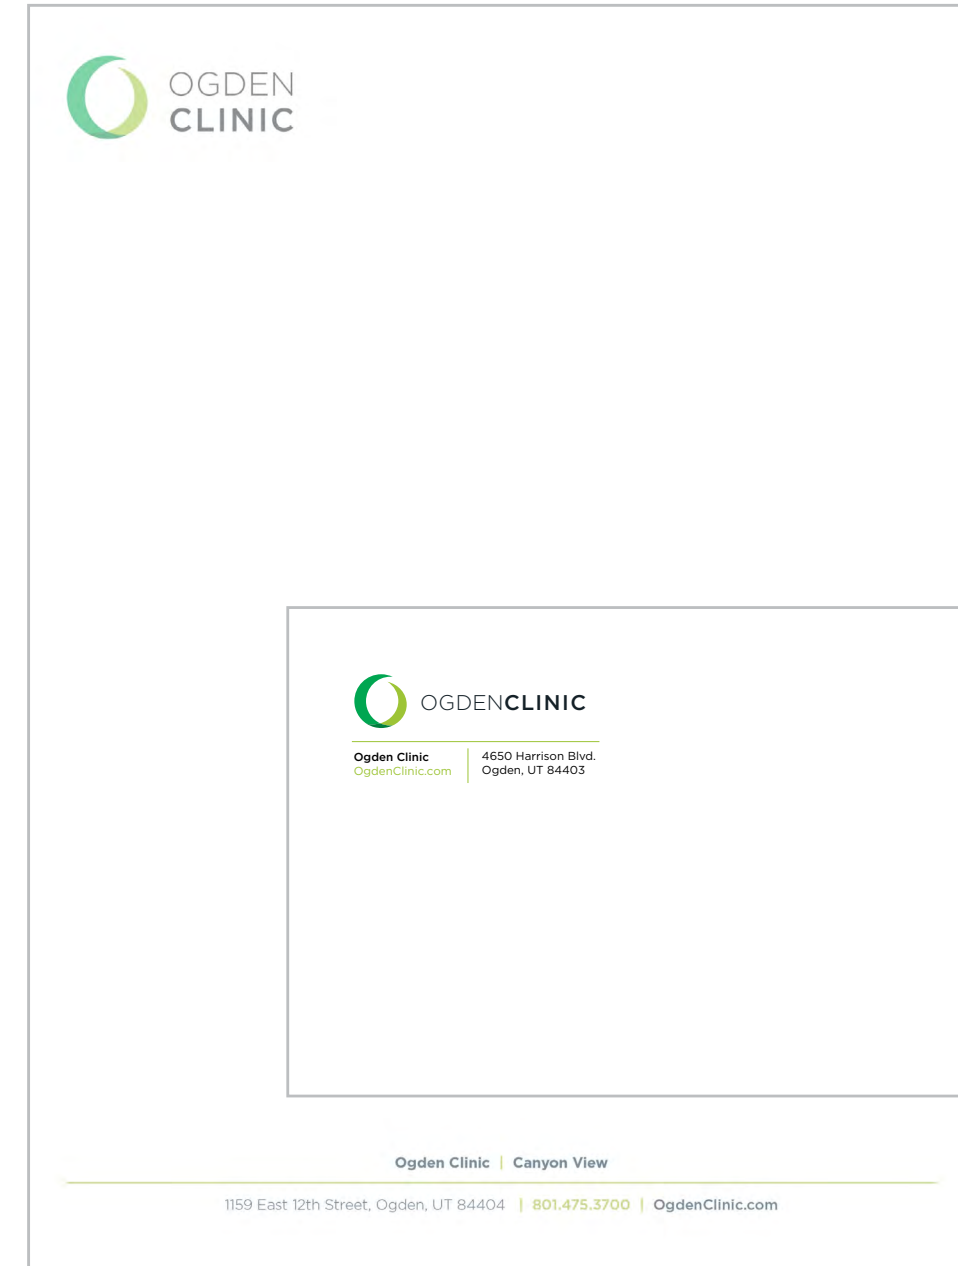 OGDEN
CLINIC
OGDENCLINIC
Ogden Clinic
OgdenClinic.com
4650 Harrison Blvd.
Ogden, UT 84403
Ogden Clinic | Canyon View
1159 East 12th Street, Ogden, UT 84404 | 801.475.3700 | OgdenClinic.com